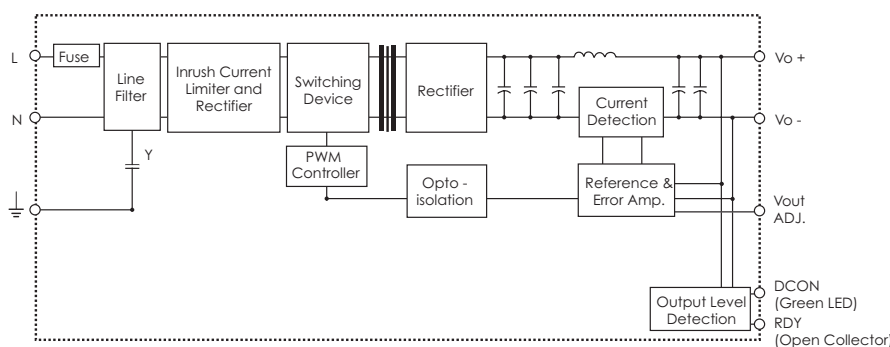 L
Fuse
Line
Filter
Inrush Current
Limiter and
Rectifier
Switching
Device
Rectifier
Current
Detection
Vo +
N
Vo -
Y
PWM
Controller
Opto -
isolation
Reference &
Error Amp.
Vout
ADJ.
Output Level
Detection
DCON
(Green LED)
RDY
(Open Collector)